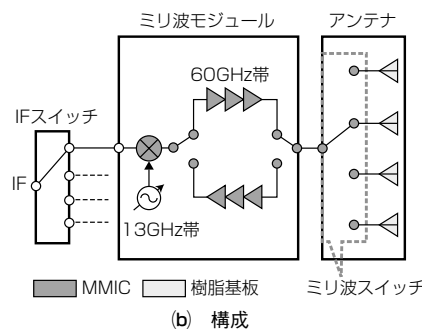 ミリ波モジュール
アンテナ
60GHz帯
IFスイッチ
IF
13GHz帯
MMIC
樹脂基板
ミリ波スイッチ
(b) 構成